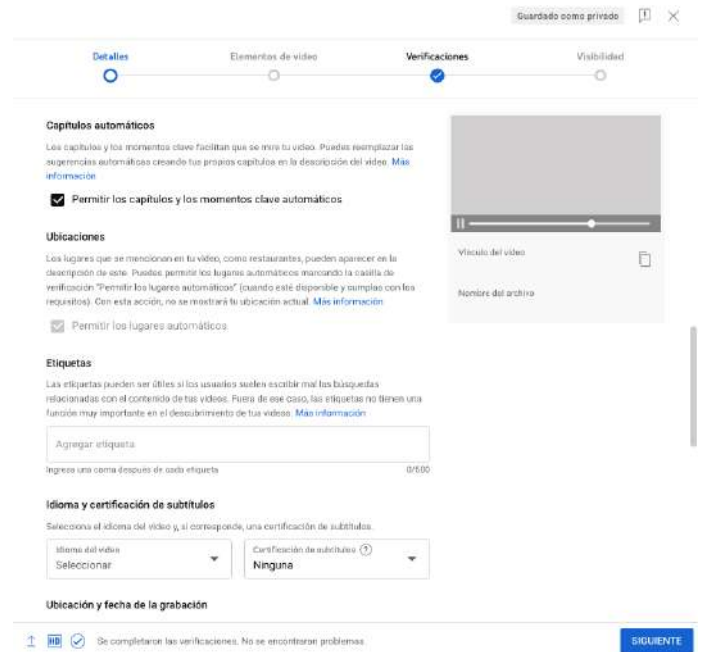 Guardado como privado
Detalles
Elementos de video
Verificaciones
Visibilidad
Capítulos automáticos
Los capítulos y los momentos clave facilitan que se mire tu video. Puedes reemplazar las
sugerencias automáticas creando tus propios capítulos en la descripción del video. Más
información
Permitir los capítulos y los momentos clave automáticos
Ubicaciones
Los lugares que se mencionan en tu video, como restaurantes, pueden aparecer en la
descripción de este. Puedes permitir los lugares automáticos marcando la casilla de
verificación "Permitir los lugares automáticos" (cuando esté disponible y cumplas con los
requisitos). Con esta acción, no se mostrará tu ubicación actual. Más información
Permitir los lugares automáticos
Vínculo del video
Nombre del archivo
Etiquetas
Las etiquetas pueden ser útiles si los usuarios suelen escribir mal las búsquedas
relacionadas con el contenido de tus videos. Fuera de ese caso, las etiquetas no tienen una
función muy importante en el descubrimiento de tus videos. Más información
Agregar etiqueta
Ingresa una coma después de cada etiqueta
0/500
Idioma y certificación de subtítulos
Selecciona el idioma del video y, si corresponde, una certificación de subtítulos.
Idioma del video
Seleccionar
Certificación de subtítulos
Ninguna
Ubicación y fecha de la grabación
HD
Se completaron las verificaciones. No se encontraron problemas.
SIGUIENTE